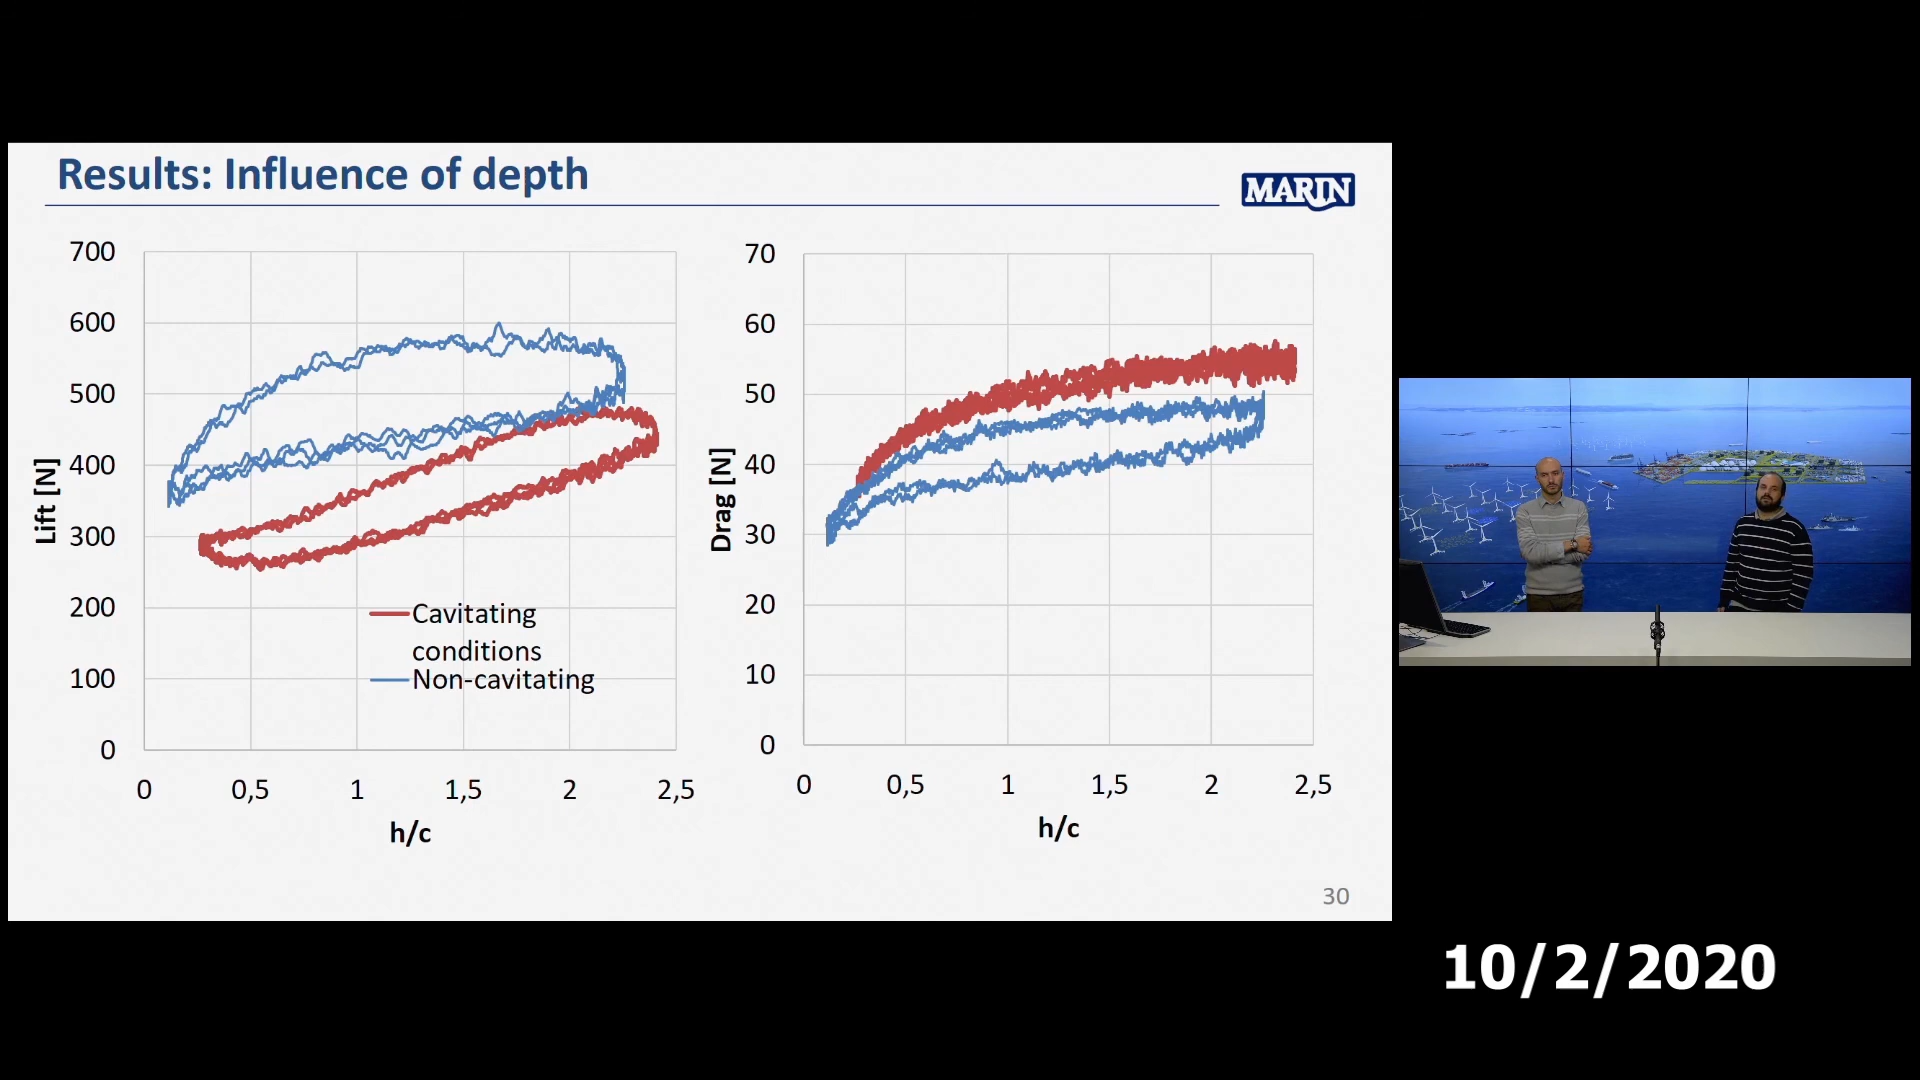 Results: Influence of depth
MARIN
700
600
500
400
300
200
100
0
Lift [N]
0 0,5 1 1,5 2 2,5
h/c
Cavitating
conditions
Non-cavitating
70
60
50
40
30
20
10
0
Drag [N]
0 0,5 1 1,5 2 2,5
h/c
30
10/2/2020